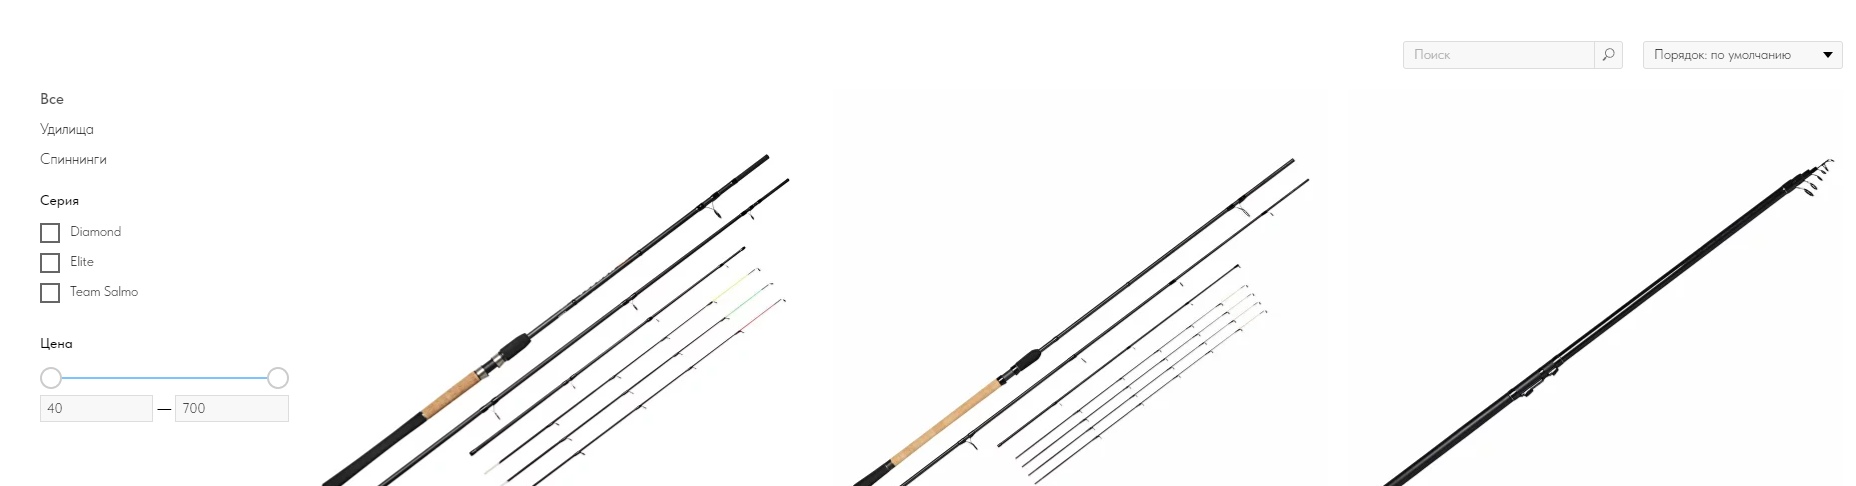 Поиск
Порядок: по умолчанию
Все
Удилища
Спиннинги
Серия
Diamond
Elite
Team Salmo
Цена
40 — 700